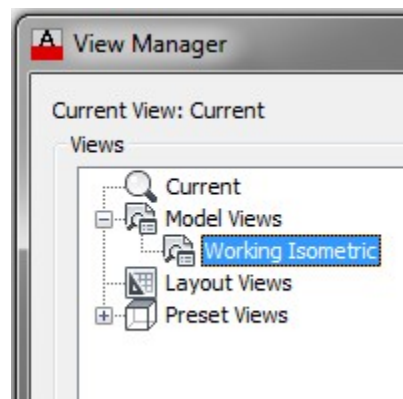 View Manager
Current View: Current
Views
Current
Model Views
Working Isometric
Layout Views
Preset Views